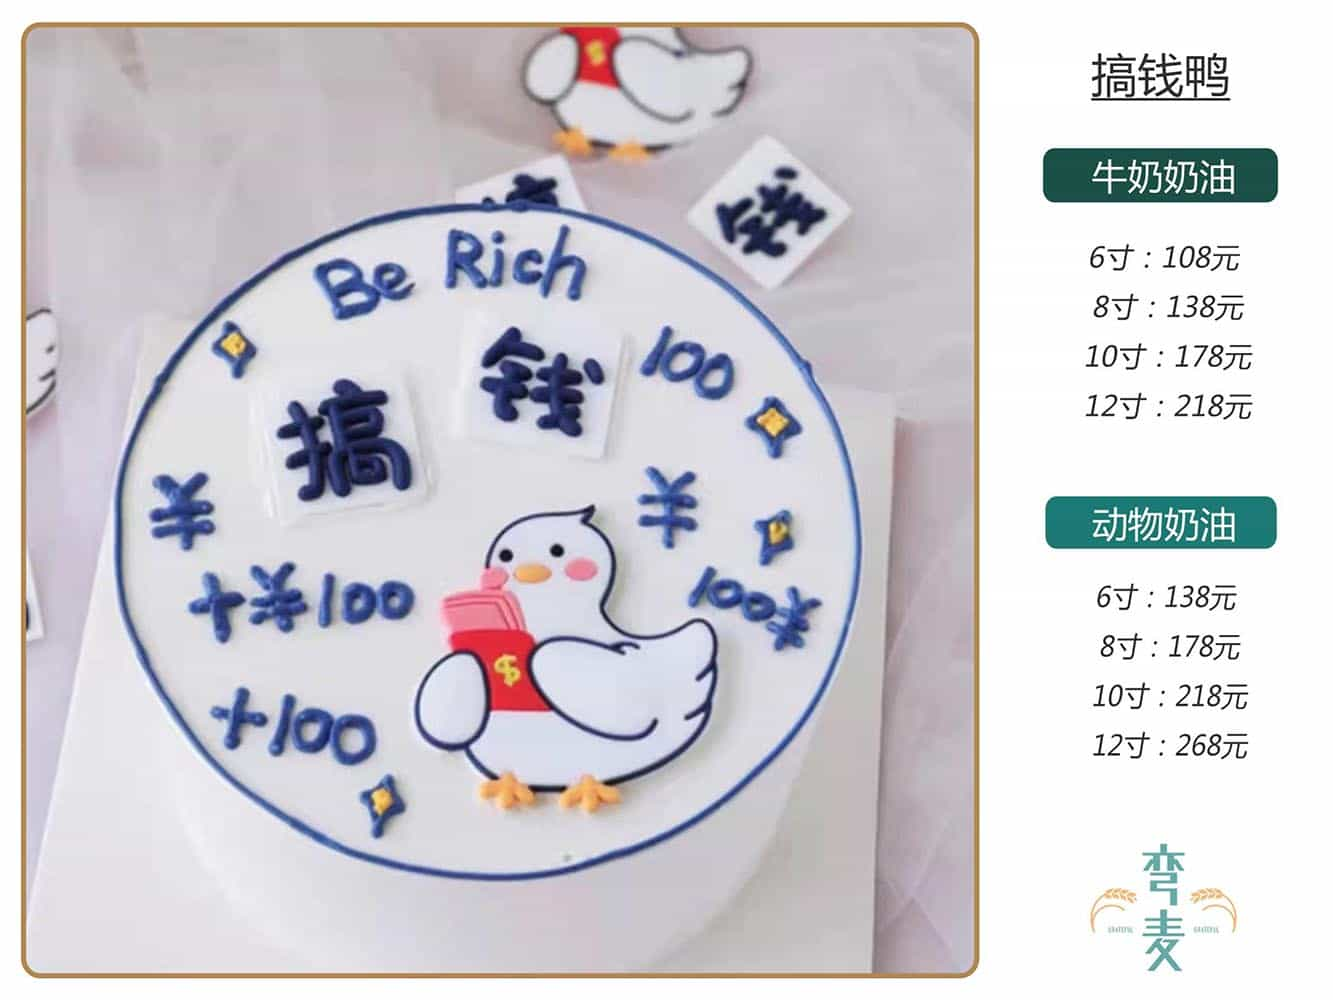 搞钱鸭
牛奶奶油
6寸：108元
8寸：138元
10寸：178元
12寸：218元
动物奶油
6寸：138元
8寸：178元
10寸：218元
12寸：268元
弯麦
GRATEFUL GRATEFUL
钱
Be Rich
搞 钱 100
¥ ¥
+¥100 100¥
$
+100